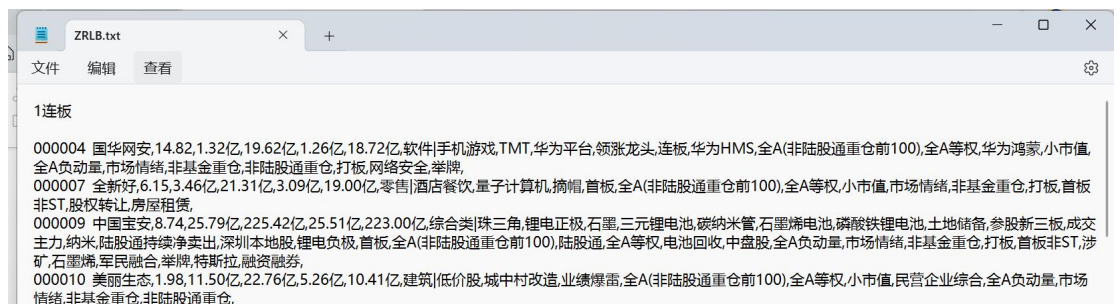 ZRLB.txt
文件 编辑 查看
1连板
000004 国华网安,14.82,1.32亿,19.62亿,1.26亿,18.72亿,软件|手机游戏,TMT,华为平台,领涨龙头,连板,华为HMS,全A(非陆股通重仓前100),全A等权,华为鸿蒙,小市值,
全A负动量,市场情绪,非基金重仓,非陆股通重仓,打板,网络安全,举牌,
000007 全新好,6.15,3.46亿,21.31亿,3.09亿,19.00亿,零售|酒店餐饮,量子计算机,摘帽,首板,全A(非陆股通重仓前100),全A等权,小市值,市场情绪,非基金重仓,打板,首板
非ST,股权转让,房屋租赁,
000009 中国宝安,8.74,25.79亿,225.42亿,25.51亿,223.00亿,综合类|珠三角,锂电正极,石墨,三元锂电池,碳纳米管,石墨烯电池,磷酸铁锂电池,土地储备,参股新三板,成交
主力,纳米,陆股通持续净卖出,深圳本地股,锂电负极,首板,全A(非陆股通重仓前100),陆股通,全A等权,电池回收,中盘股,全A负动量,市场情绪,非基金重仓,打板,首板非ST,涉
矿,石墨烯,军民融合,举牌,特斯拉,融资融券,
000010 美丽生态,1.98,11.50亿,22.76亿,5.26亿,10.41亿,建筑|低价股,城中村改造,业绩爆雷,全A(非陆股通重仓前100),全A等权,小市值,民营企业综合,全A负动量,市场
情绪,非基金重仓,非陆股通重仓,